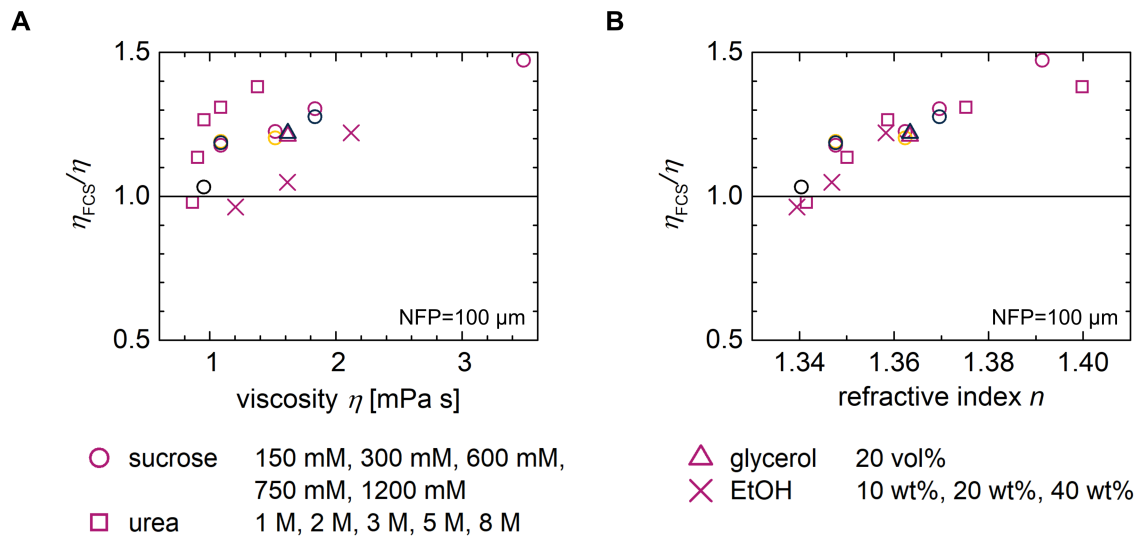 A
1.5
1.0
0.5
η_FCS/η
NFP=100 μm
1 2 3
viscosity η [mPa s]
B
1.5
1.0
0.5
η_FCS/η
NFP=100 μm
1.34 1.36 1.38 1.40
refractive index n
sucrose 150 mM, 300 mM, 600 mM,
750 mM, 1200 mM
urea 1 M, 2 M, 3 M, 5 M, 8 M
glycerol 20 vol%
EtOH 10 wt%, 20 wt%, 40 wt%